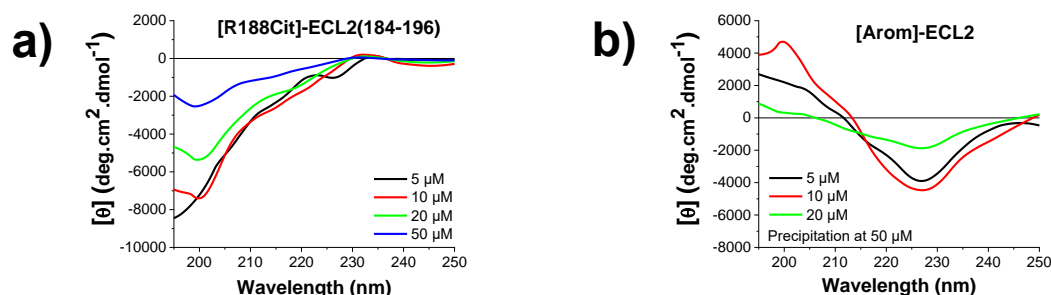 a)
[R188Cit]-ECL2(184-196)
2000
0
-2000
-4000
-6000
-8000
-10000
[θ] (deg.cm².dmol⁻¹)
5 µM
10 µM
20 µM
50 µM
200 210 220 230 240 250
Wavelength (nm)
b)
[Arom]-ECL2
6000
4000
2000
0
-2000
-4000
-6000
-8000
[θ] (deg.cm².dmol⁻¹)
5 µM
10 µM
20 µM
Precipitation at 50 µM
200 210 220 230 240 250
Wavelength (nm)